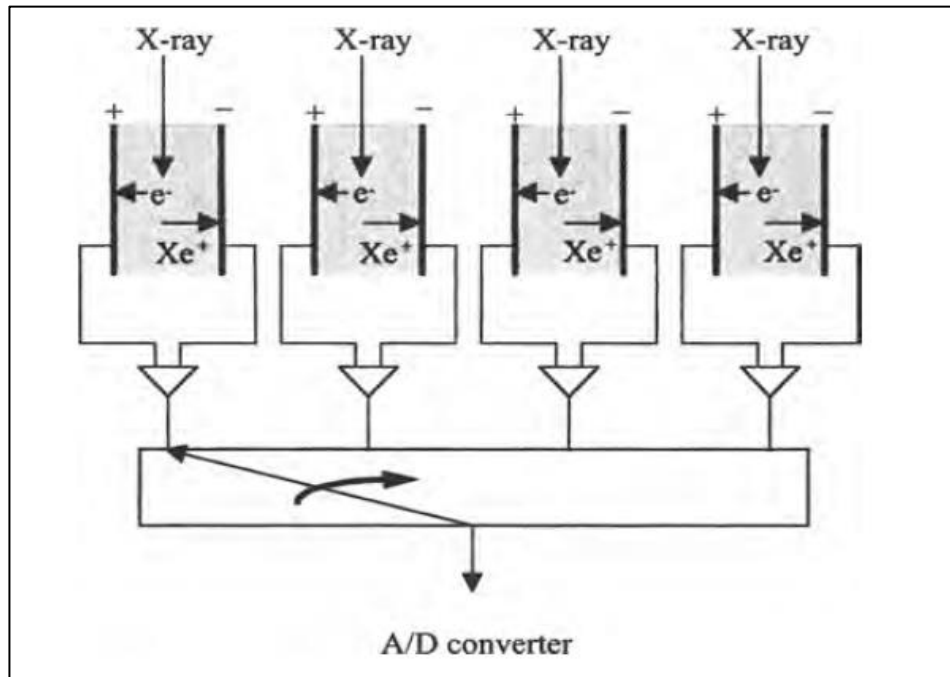 X-ray X-ray X-ray X-ray
+ − + − + − + −
e- e- e- e-
Xe+ Xe+ Xe+ Xe+
A/D converter